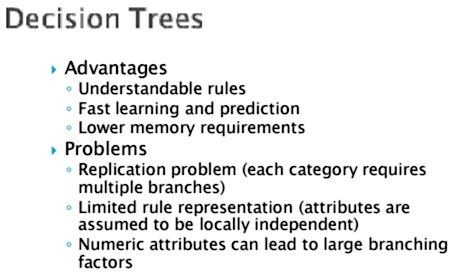 Decision Trees
Advantages
Understandable rules
Fast learning and prediction
Lower memory requirements
Problems
Replication problem (each category requires
multiple branches)
Limited rule representation (attributes are
assumed to be locally independent)
Numeric attributes can lead to large branching
factors